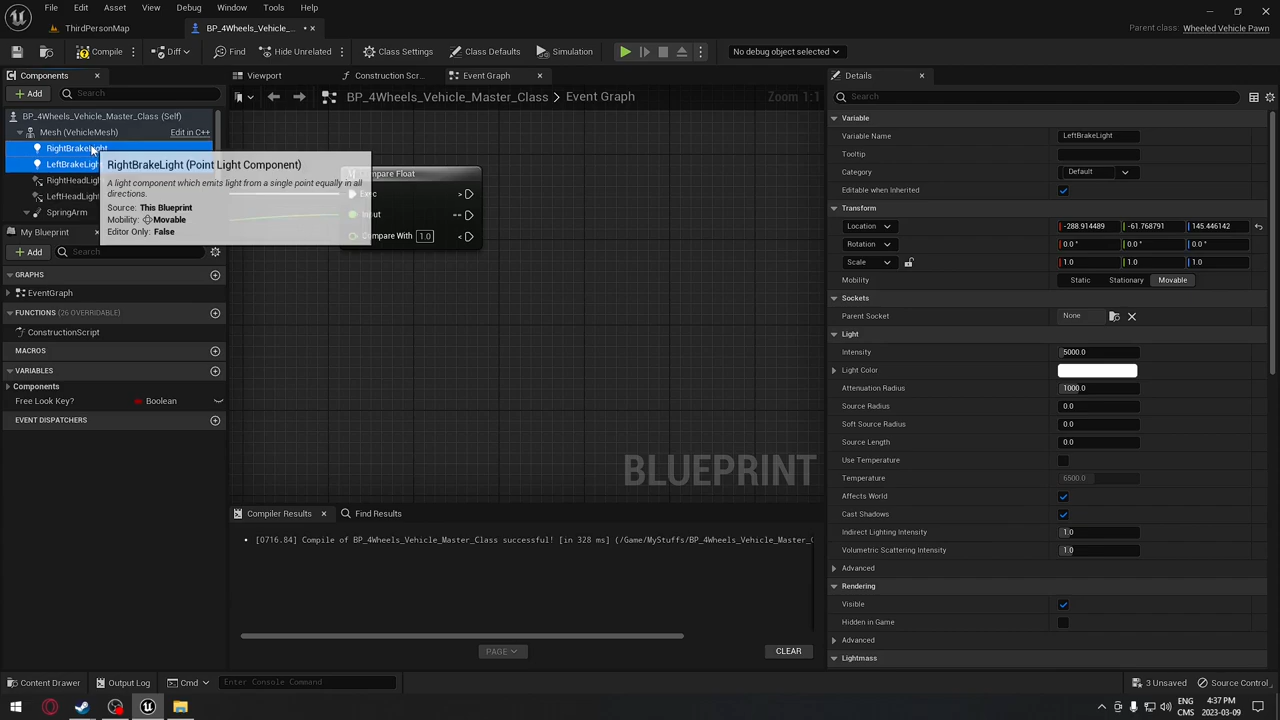 File Edit Asset View Debug Window Tools Help
ThirdPersonMap
BP_4Wheels_Vehicle_...
Parent class: Wheeled Vehicle Pawn
Compile
Diff
Find
Hide Unrelated
Class Settings
Class Defaults
Simulation
No debug object selected
Components
Viewport
Construction Scr...
Event Graph
Details
Add
Search
BP_4Wheels_Vehicle_Master_Class > Event Graph
Zoom 1:1
Search
BP_4Wheels_Vehicle_Master_Class (Self)
Mesh (VehicleMesh)
Edit in C++
RightBrakeLight
LeftBrakeLigh
RightHeadLig
LeftHeadLigh
SpringArm
RightBrakeLight (Point Light Component)
A light component which emits light from a single point equally in all
directions.
Source: This Blueprint
Mobility: Movable
Editor Only: False
Compare Float
Exec
>
Input
--
Compare With 1.0
<
My Blueprint
Add
Search
GRAPHS
EventGraph
FUNCTIONS (26 OVERRIDABLE)
ConstructionScript
MACROS
VARIABLES
Components
Free Look Key?
Boolean
EVENT DISPATCHERS
BLUEPRINT
Compiler Results
Find Results
[0716.84] Compile of BP_4Wheels_Vehicle_Master_Class successful! [in 328 ms] (/Game/MyStuffs/BP_4Wheels_Vehicle_Master_
PAGE
CLEAR
Variable
Variable Name
LeftBrakeLight
Tooltip
Category
Default
Editable when Inherited
Transform
Location
-288.914489
-61.768791
145.446142
Rotation
0.0 °
0.0 °
0.0 °
Scale
1.0
1.0
1.0
Mobility
Static
Stationary
Movable
Sockets
Parent Socket
None
Light
Intensity
5000.0
Light Color
Attenuation Radius
1000.0
Source Radius
0.0
Soft Source Radius
0.0
Source Length
0.0
Use Temperature
Temperature
6500.0
Affects World
Cast Shadows
Indirect Lighting Intensity
1.0
Volumetric Scattering Intensity
1.0
Advanced
Rendering
Visible
Hidden in Game
Advanced
Lightmass
Content Drawer
Output Log
Cmd
Enter Console Command
3 Unsaved
Source Control
ENG
CMS
4:37 PM
2023-03-09